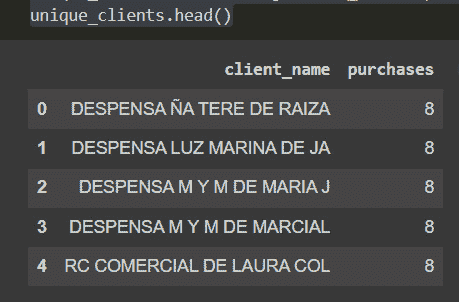 unique_clients.head()
client_name purchases
0 DESPENSA ÑA TERE DE RAIZA 8
1 DESPENSA LUZ MARINA DE JA 8
2 DESPENSA M Y M DE MARIA J 8
3 DESPENSA M Y M DE MARCIAL 8
4 RC COMERCIAL DE LAURA COL 8